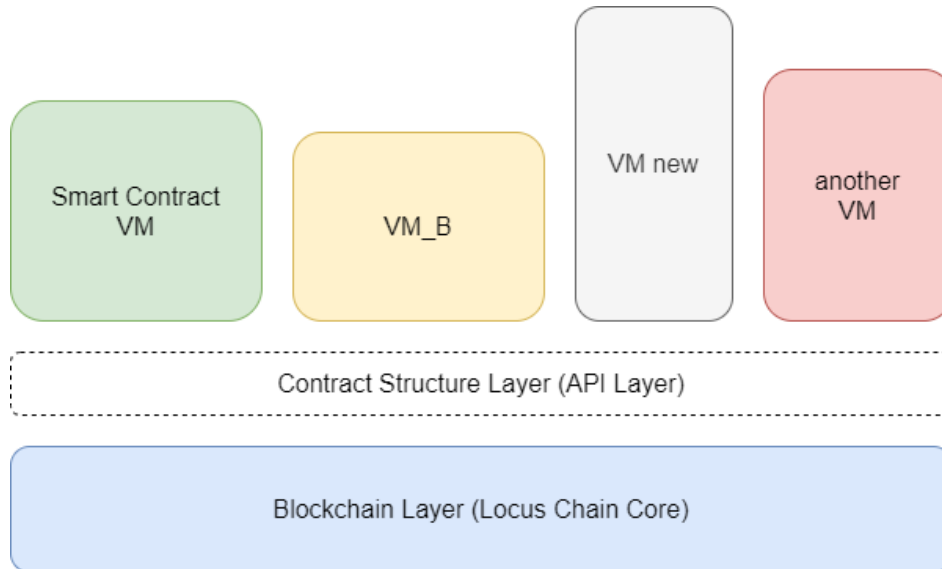 Smart Contract
VM
VM_B
VM new
another
VM
Contract Structure Layer (API Layer)
Blockchain Layer (Locus Chain Core)